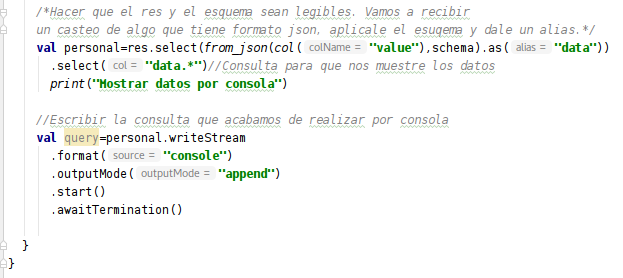 /*Hacer que el res y el esquema sean legibles. Vamos a recibir
un casteo de algo que tiene formato json, aplicale el esuqema y dale un alias.*/
val personal=res.select(from_json(col( colName = "value"),schema).as( alias = "data"))
.select( col = "data.*")//Consulta para que nos muestre los datos
print("Mostrar datos por consola")
//Escribir la consulta que acabamos de realizar por consola
val query=personal.writeStream
.format( source = "console")
.outputMode( outputMode = "append")
.start()
.awaitTermination()
}
}